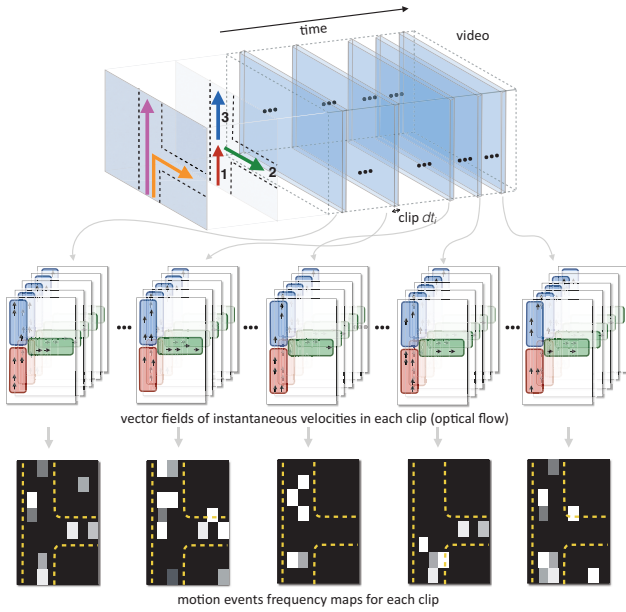 time
video
3
1
2
clip dtᵢ
vector fields of instantaneous velocities in each clip (optical flow)
motion events frequency maps for each clip